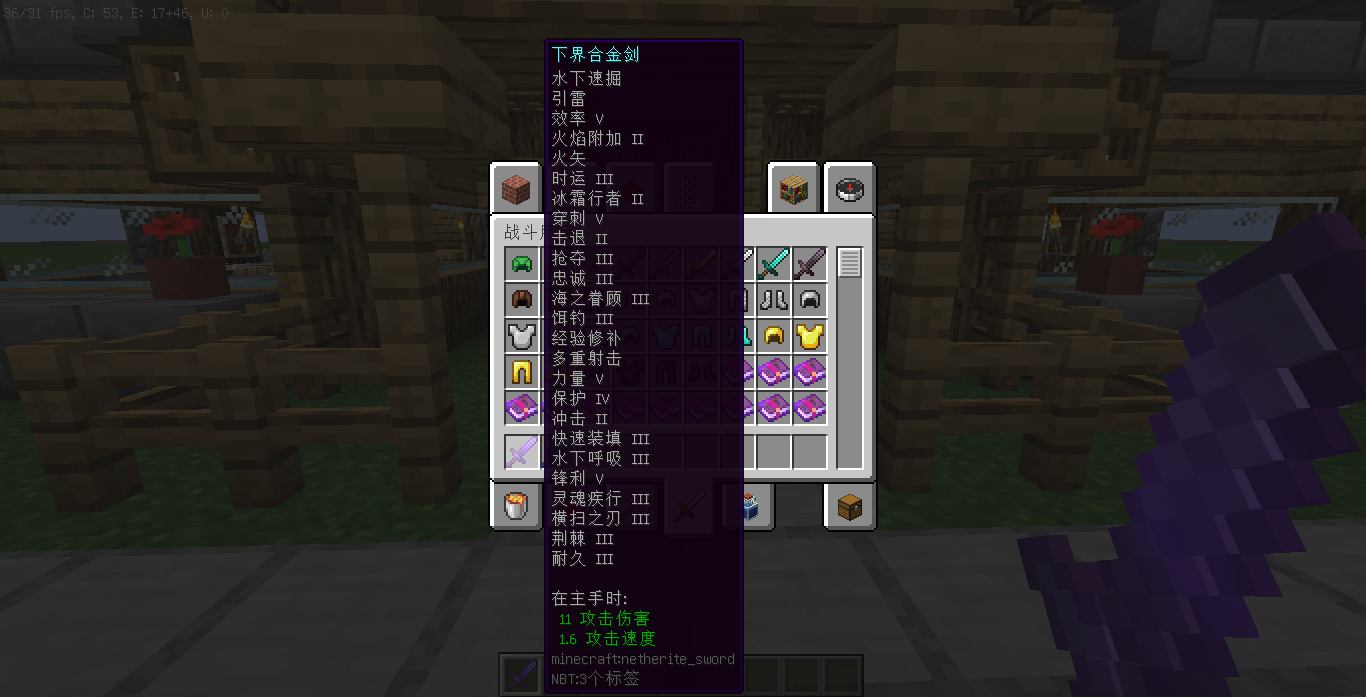 36/31 fps, C: 53, E: 17+46, U: 0
下界合金剑
水下速掘
引雷
效率 V
火焰附加 II
火矢
时运 III
冰霜行者 II
穿刺 V
击退 II
抢夺 III
忠诚 III
海之眷顾 III
饵钓 III
经验修补
多重射击
力量 V
保护 IV
冲击 II
快速装填 III
水下呼吸 III
锋利 V
灵魂疾行 III
横扫之刃 III
荆棘 III
耐久 III
在主手时:
11 攻击伤害
1.6 攻击速度
minecraft:netherite_sword
NBT:3个标签
战斗